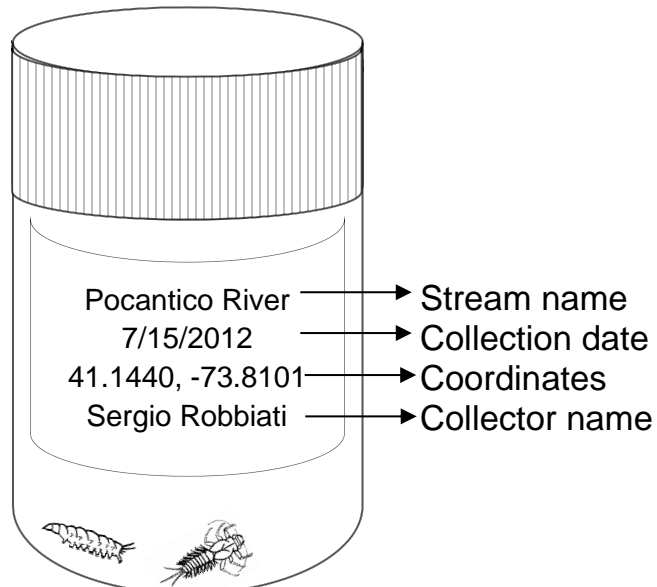 Pocantico River Stream name
7/15/2012 Collection date
41.1440, -73.8101 Coordinates
Sergio Robbiati Collector name